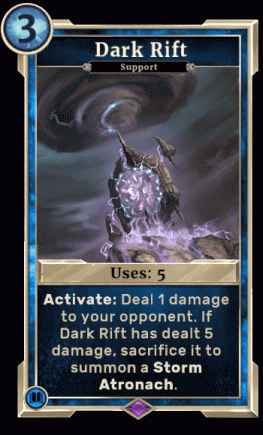 3
Dark Rift
Support
Uses: 5
Activate: Deal 1 damage
to your opponent. If
Dark Rift has dealt 5
damage, sacrifice it to
summon a Storm
Atronach.